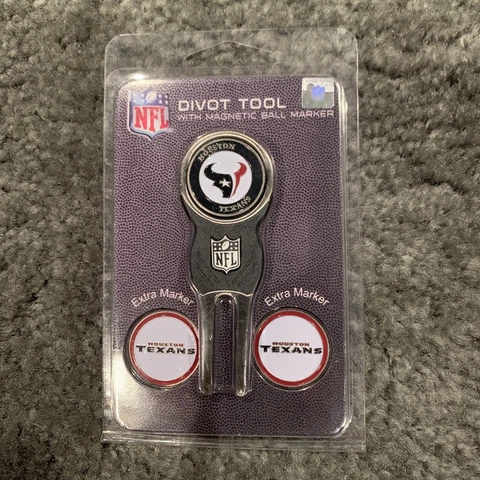 NFL
DIVOT TOOL
WITH MAGNETIC BALL MARKER
HOUSTON
TEXANS
NFL
Extra Marker
Extra Marker
HOUSTON
TEXANS
HOUSTON
TEXANS